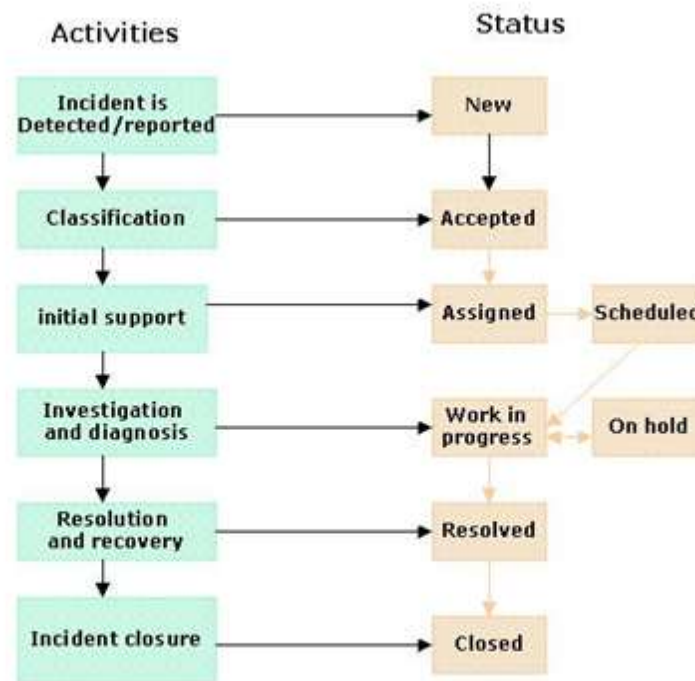 Activities
Status
Incident is
Detected/reported
New
Classification
Accepted
initial support
Assigned
Scheduled
Investigation
and diagnosis
Work in
progress
On hold
Resolution
and recovery
Resolved
Incident closure
Closed